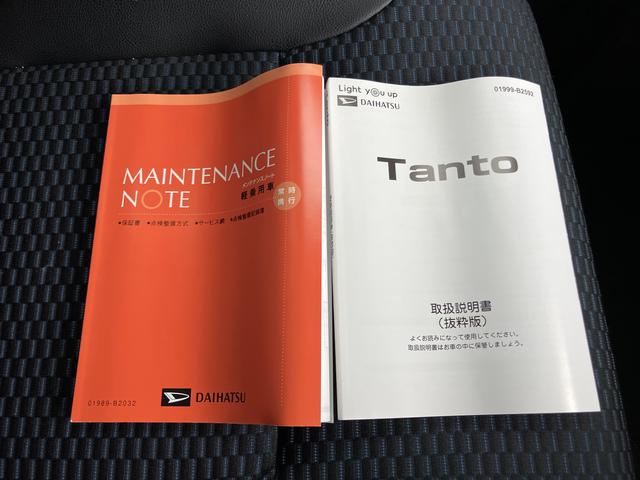 MAINTENANCE
メンテナンスノート
NOTE 軽乗用車
常時
携行
●保証書 ●点検整備方式 ●サービス網 ●点検整備記録簿
01989-B2032
DAIHATSU
Light you up
DAIHATSU
01999-B2592
Tanto
取扱説明書
（抜粋版）
よくお読みになって使用してください。
取扱説明書はお車の中に保管しましょう。